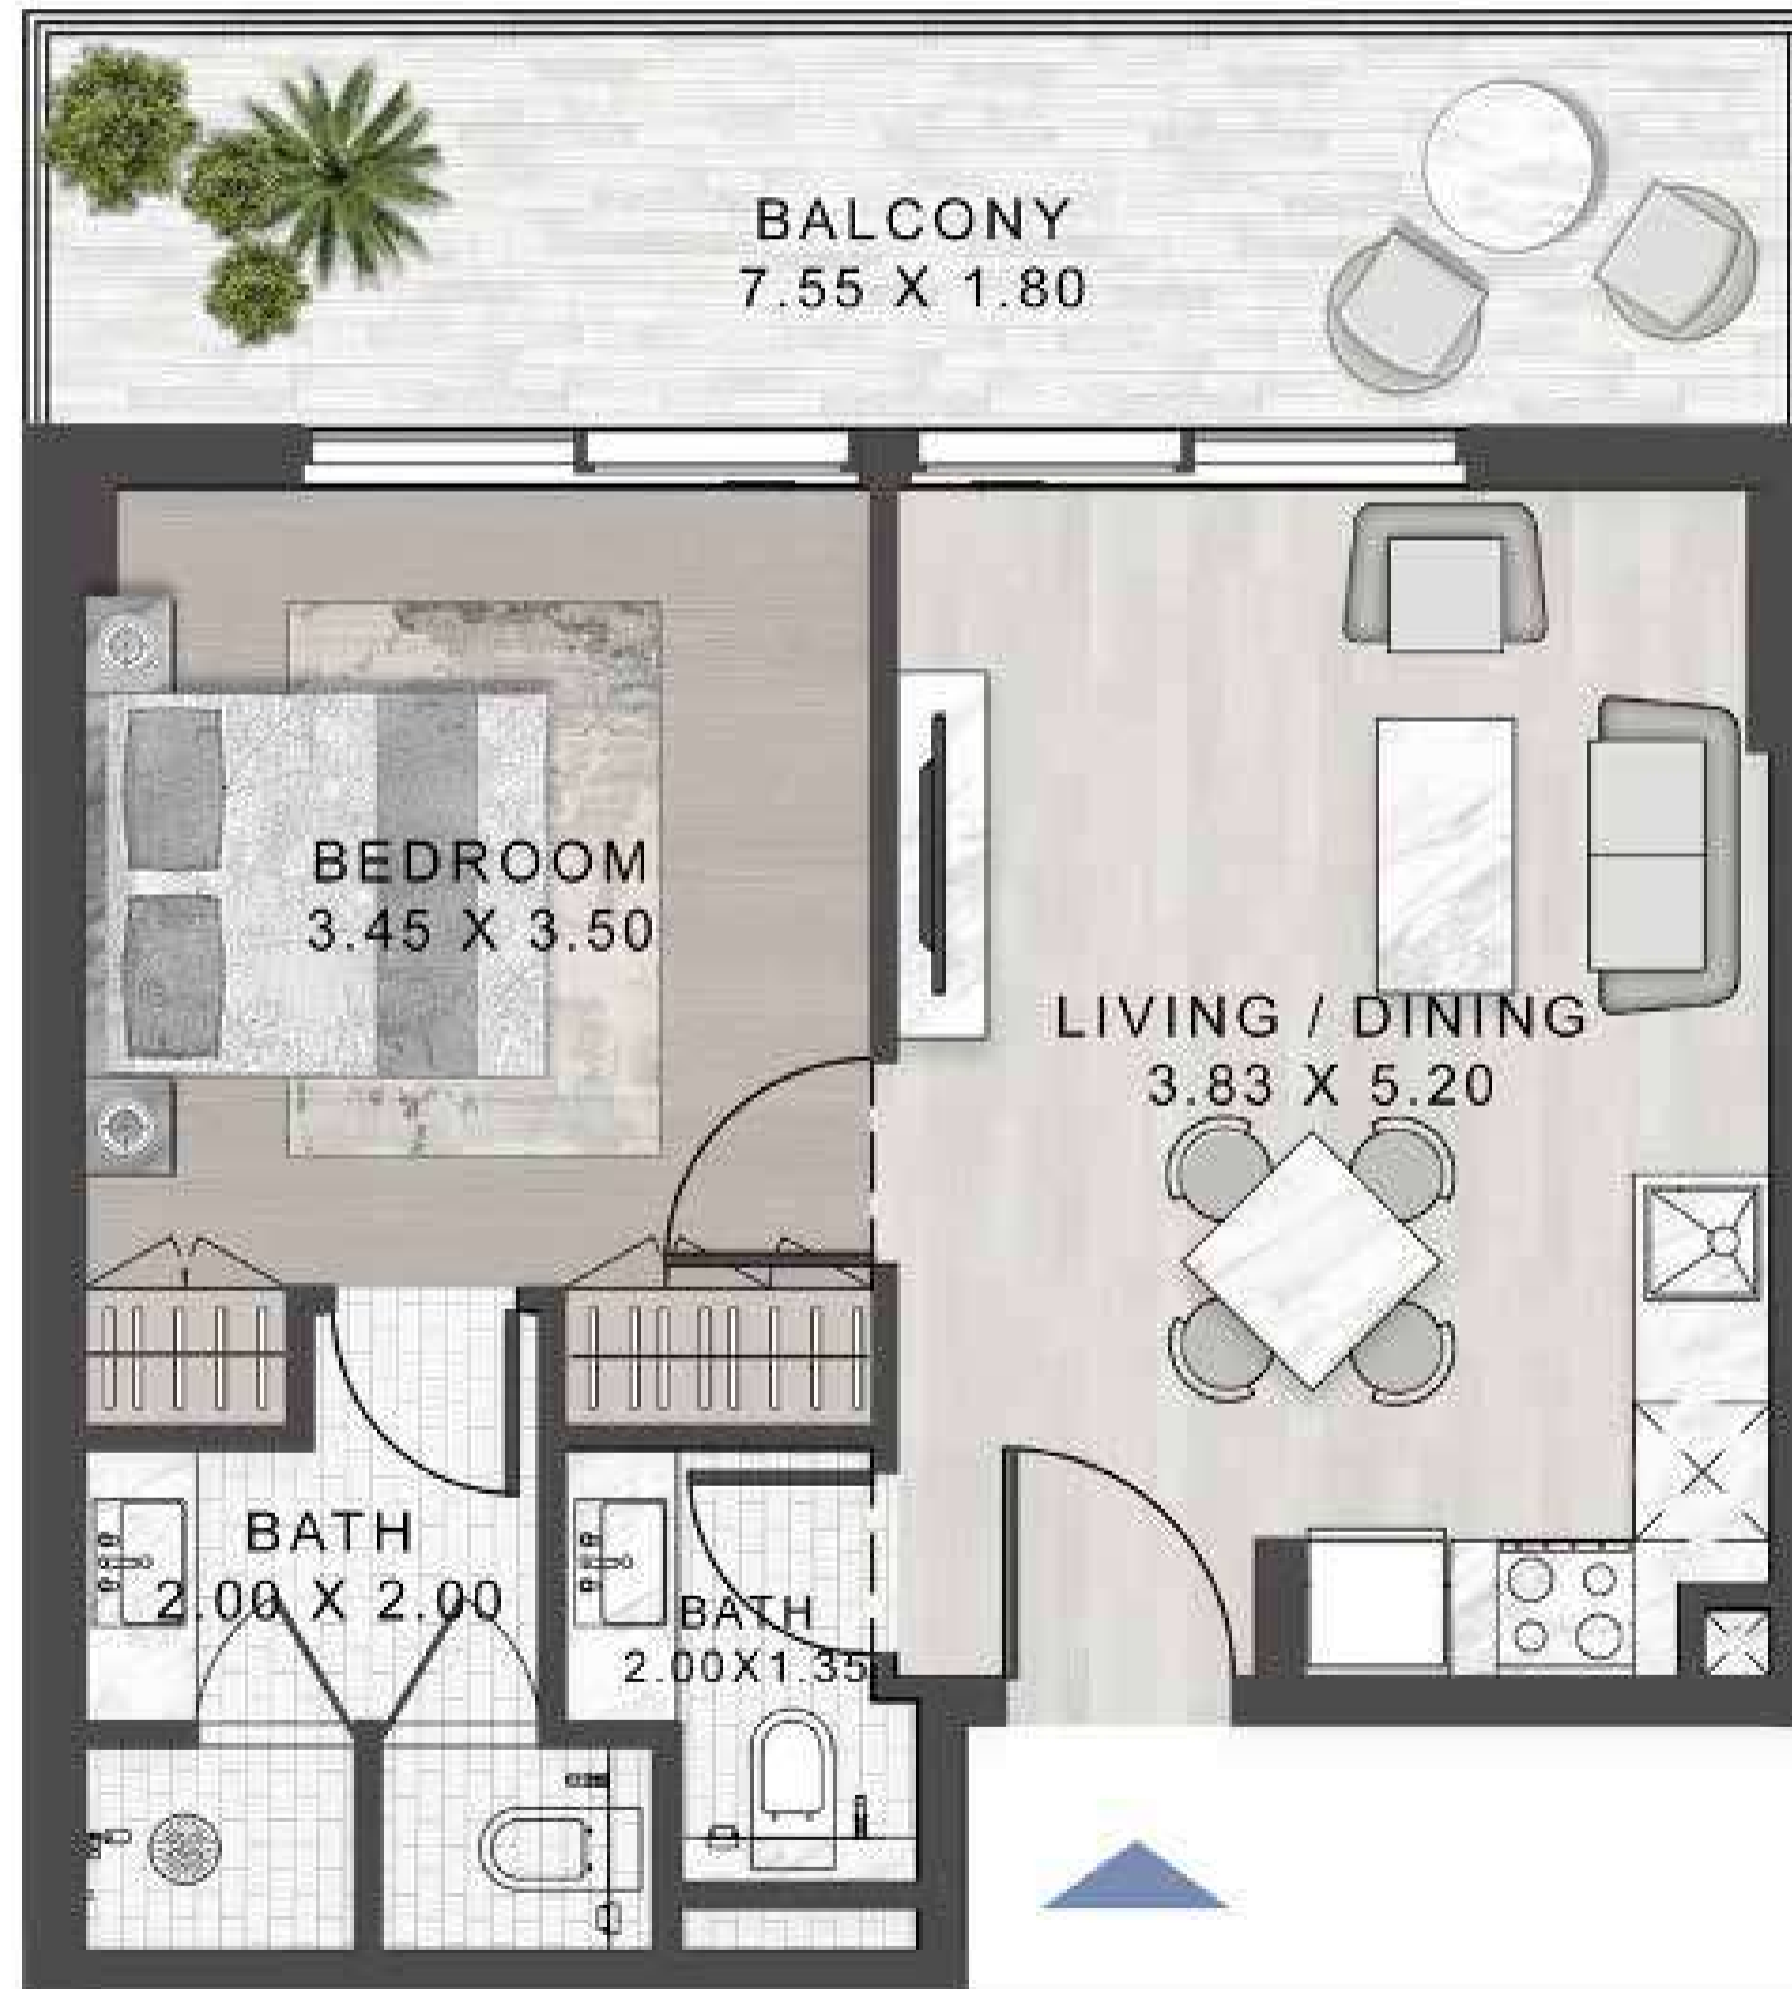 BALCONY
7.55 X 1.80
BEDROOM
3.45 X 3.50
LIVING / DINING
3.83 X 5.20
BATH
2.00 X 2.00
BATH
2.00X1.35